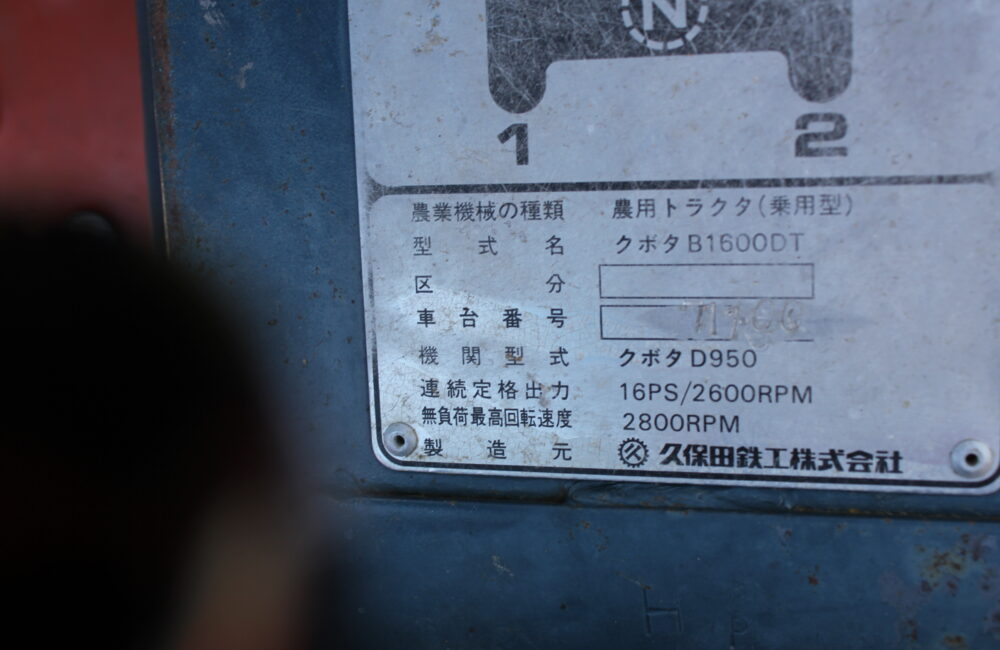 N
1 2
農業機械の種類 農用トラクタ(乗用型)
型式名 クボタB1600DT
区分
車台番号
機関型式 クボタD950
連続定格出力 16PS/2600RPM
無負荷最高回転速度 2800RPM
製造元 久保田鉄工株式会社
H